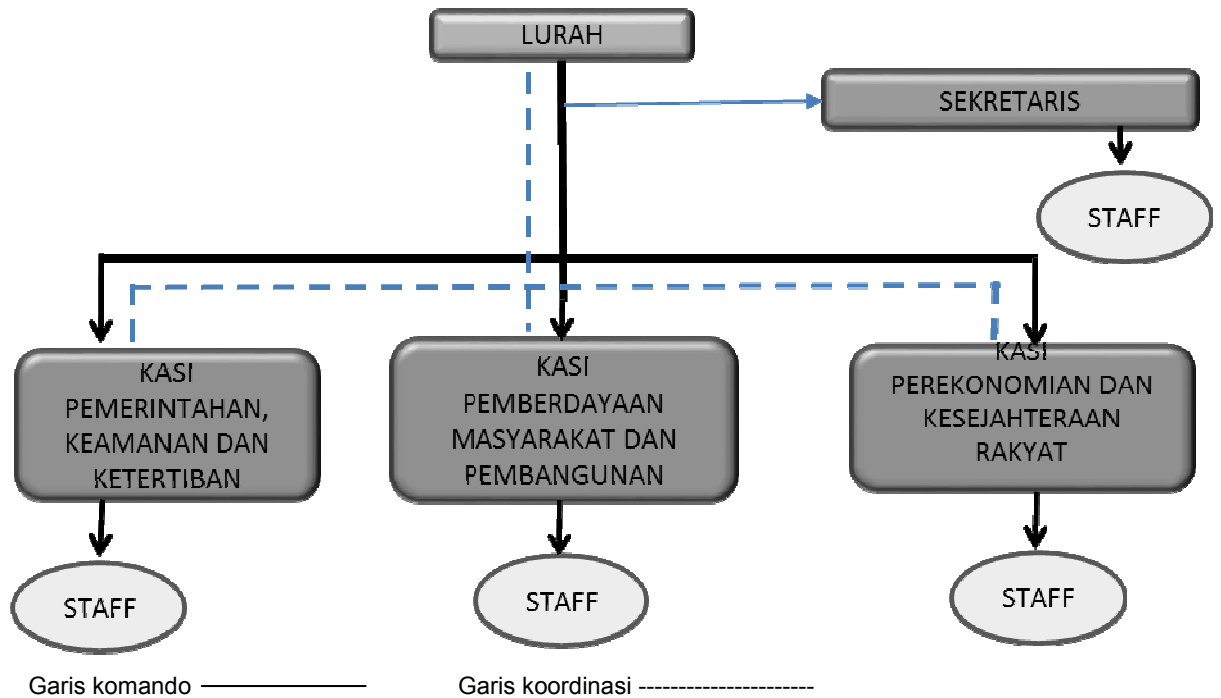 LURAH
SEKRETARIS
STAFF
KASI
PEMERINTAHAN,
KEAMANAN DAN
KETERTIBAN
KASI
PEMBERDAYAAN
MASYARAKAT DAN
PEMBANGUNAN
KASI
PEREKONOMIAN DAN
KESEJAHTERAAN
RAKYAT
STAFF
STAFF
STAFF
Garis komando
Garis koordinasi